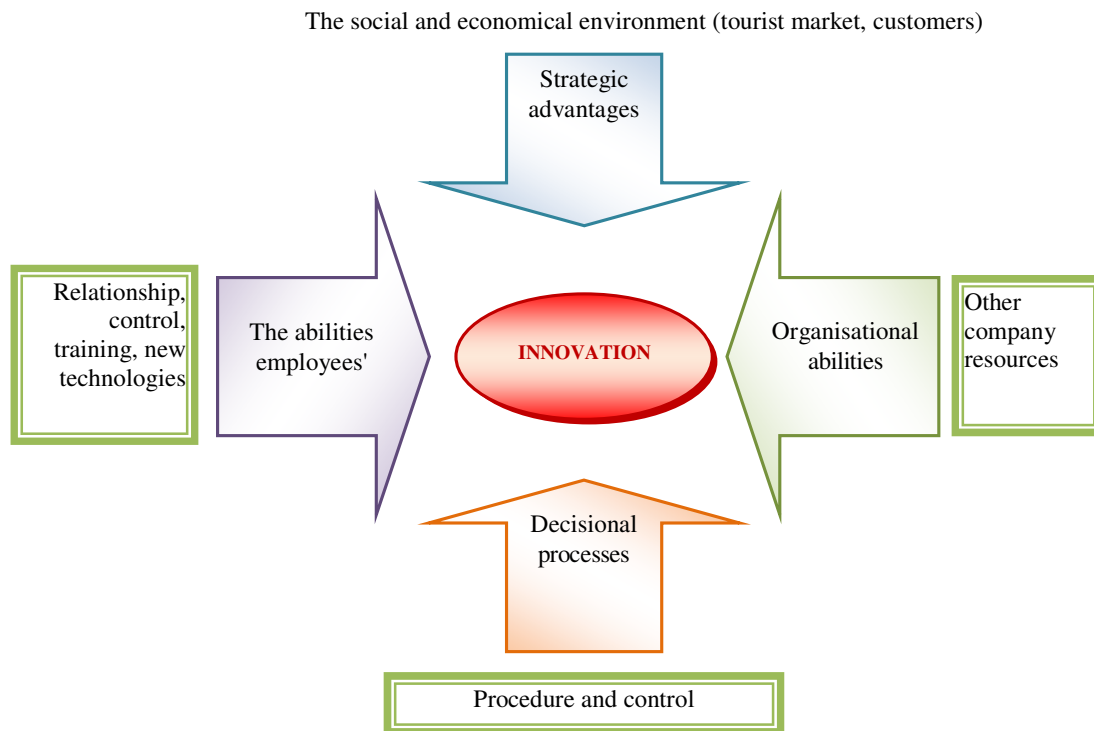 The social and economical environment (tourist market, customers)
Strategic
advantages
Relationship,
control,
training, new
technologies
The abilities
employees'
INNOVATION
Organisational
abilities
Other
company
resources
Decisional
processes
Procedure and control